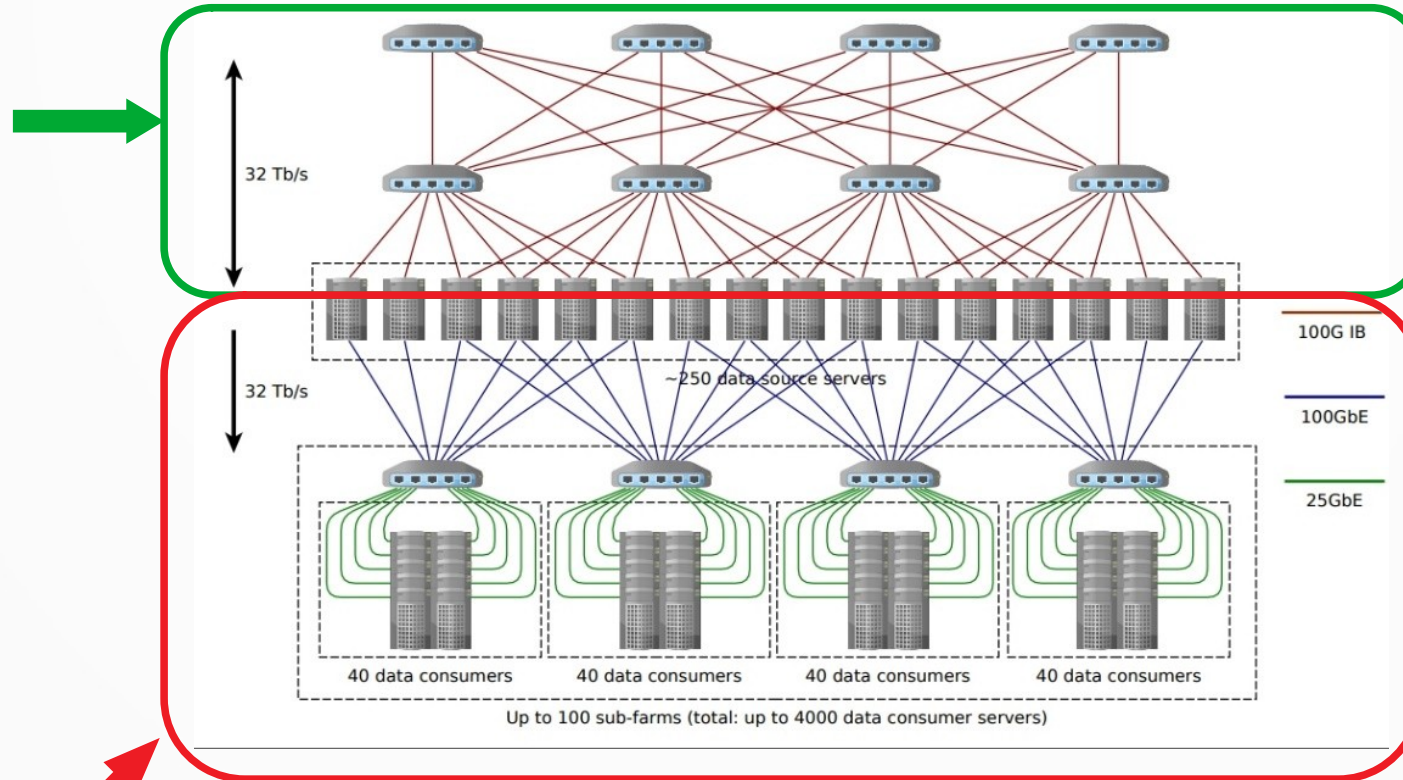 32 Tb/s
100G IB
~250 data source servers
32 Tb/s
100GbE
25GbE
40 data consumers
40 data consumers
40 data consumers
40 data consumers
Up to 100 sub-farms (total: up to 4000 data consumer servers)